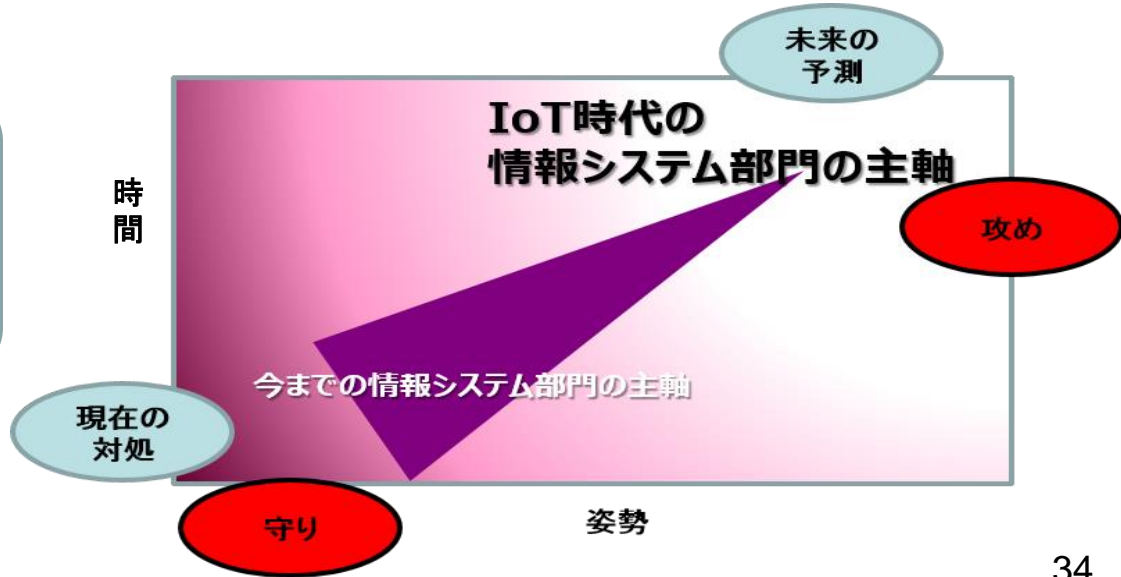 未来の
予測
IoT時代の
情報システム部門の主軸
時
間
攻め
今までの情報システム部門の主軸
現在の
対処
守り
姿勢
34